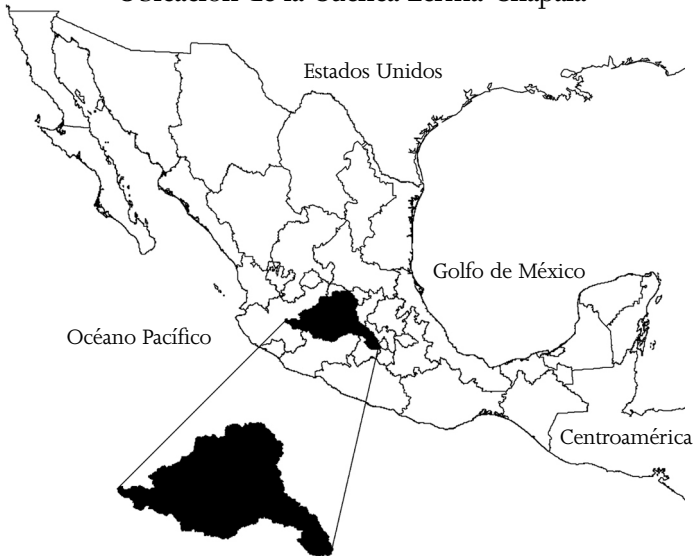 Ubicación de la Cuenca Lerma-Chapala
Estados Unidos
Golfo de México
Océano Pacífico
Centroamérica